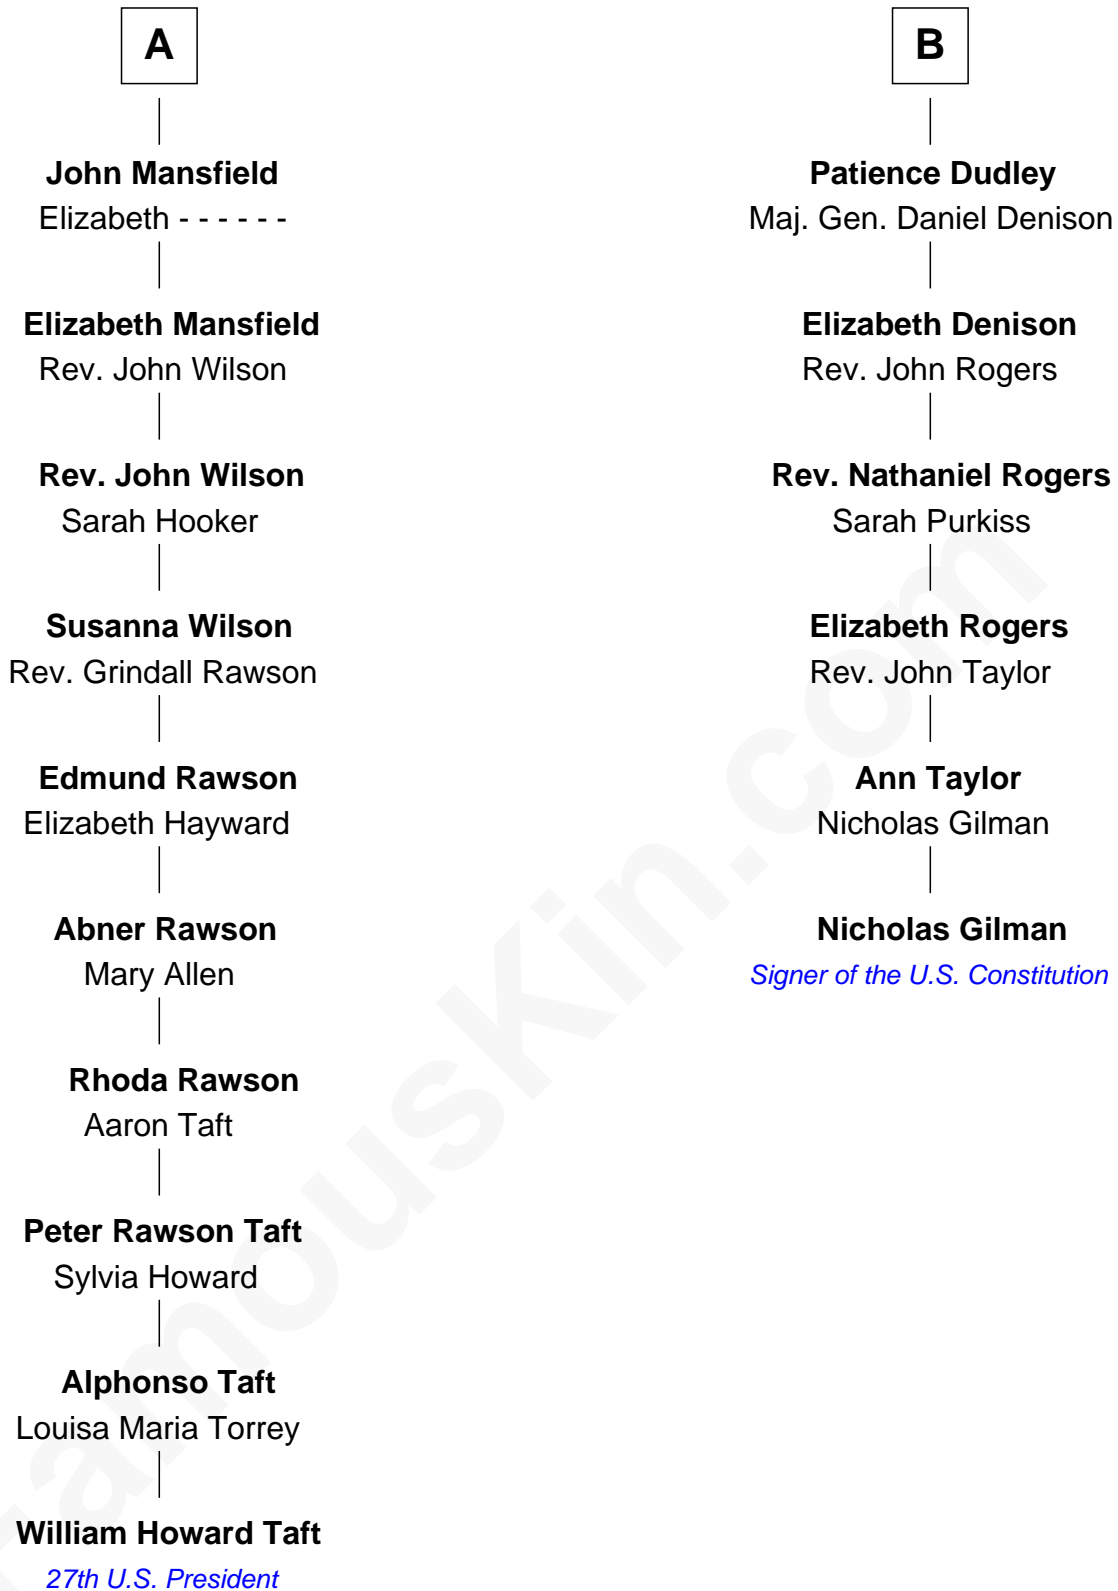 A
John Mansfield
Elizabeth - - - - - -
Elizabeth Mansfield
Rev. John Wilson
Rev. John Wilson
Sarah Hooker
Susanna Wilson
Rev. Grindall Rawson
Edmund Rawson
Elizabeth Hayward
Abner Rawson
Mary Allen
Rhoda Rawson
Aaron Taft
Peter Rawson Taft
Sylvia Howard
Alphonso Taft
Louisa Maria Torrey
William Howard Taft
27th U.S. President
B
Patience Dudley
Maj. Gen. Daniel Denison
Elizabeth Denison
Rev. John Rogers
Rev. Nathaniel Rogers
Sarah Purkiss
Elizabeth Rogers
Rev. John Taylor
Ann Taylor
Nicholas Gilman
Nicholas Gilman
Signer of the U.S. Constitution
famouskin.com